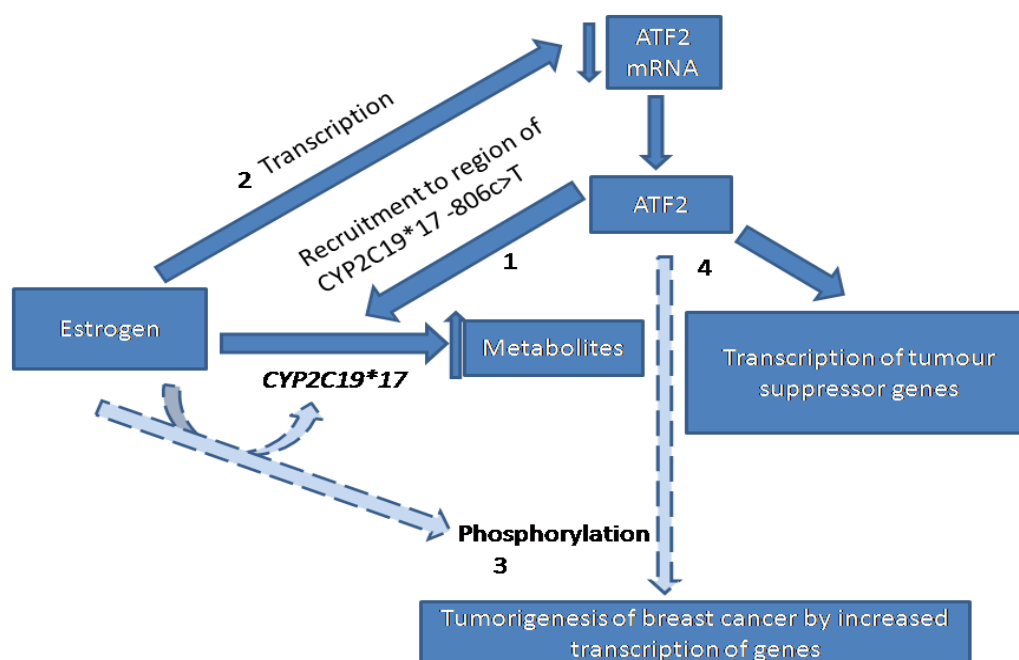 ATF2
mRNA
2 Transcription
Recruitment to region of
CYP2C19*17 -806c>T
ATF2
1
4
Estrogen
Metabolites
CYP2C19*17
Transcription of tumour
suppressor genes
Phosphorylation
3
Tumorigenesis of breast cancer by increased
transcription of genes